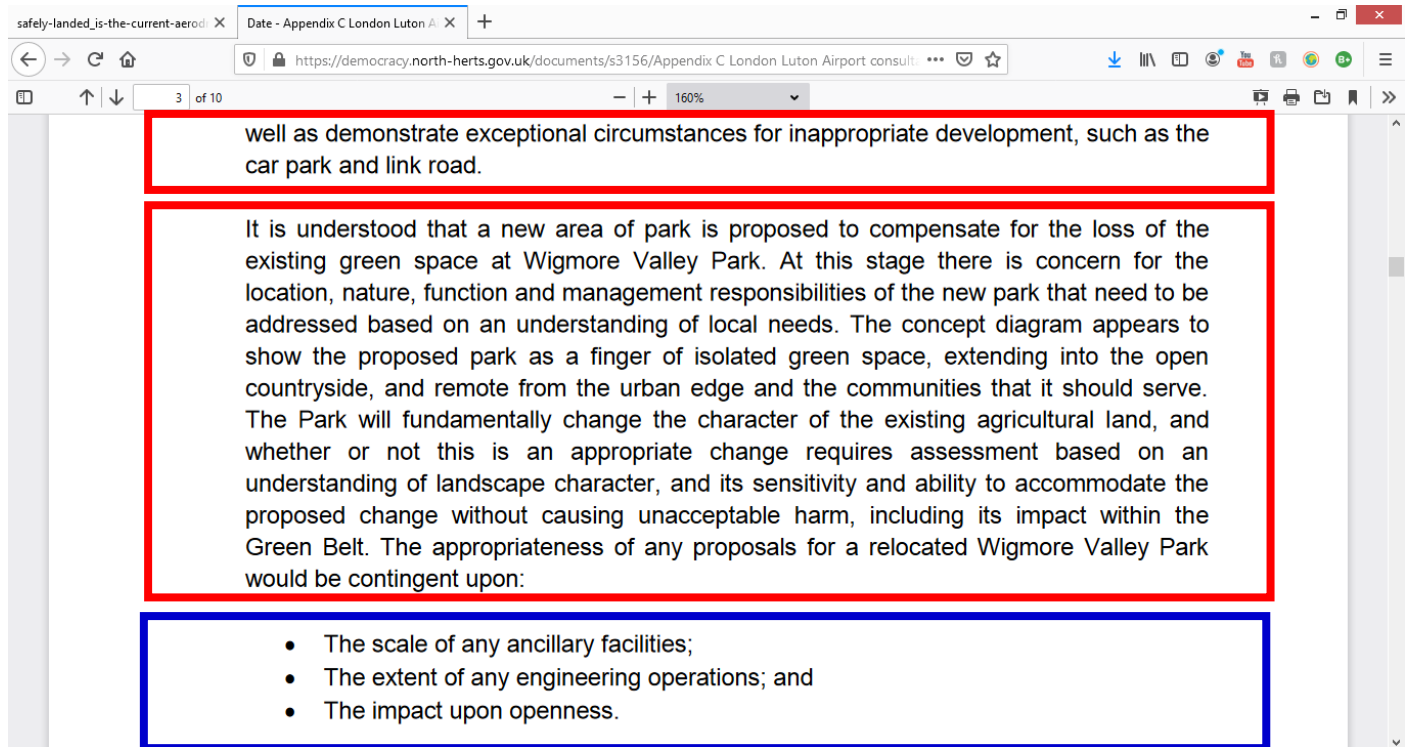 safely-landed_is-the-current-aerod
Date - Appendix C London Luton A
https://democracy.north-herts.gov.uk/documents/s3156/Appendix C London Luton Airport consult
3 of 10
160%
well as demonstrate exceptional circumstances for inappropriate development, such as the
car park and link road.
It is understood that a new area of park is proposed to compensate for the loss of the
existing green space at Wigmore Valley Park. At this stage there is concern for the
location, nature, function and management responsibilities of the new park that need to be
addressed based on an understanding of local needs. The concept diagram appears to
show the proposed park as a finger of isolated green space, extending into the open
countryside, and remote from the urban edge and the communities that it should serve.
The Park will fundamentally change the character of the existing agricultural land, and
whether or not this is an appropriate change requires assessment based on an
understanding of landscape character, and its sensitivity and ability to accommodate the
proposed change without causing unacceptable harm, including its impact within the
Green Belt. The appropriateness of any proposals for a relocated Wigmore Valley Park
would be contingent upon:
• The scale of any ancillary facilities;
• The extent of any engineering operations; and
• The impact upon openness.